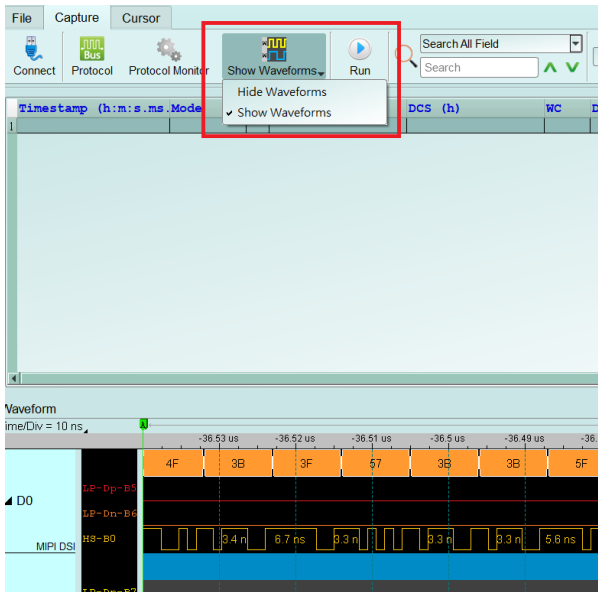 File Capture Cursor
Search All Field
Bus
Connect Protocol Protocol Monitor Show Waveforms Run Search
Hide Waveforms
Show Waveforms
Timestamp (h:m:s.ms. Mode DCS (h) WC D
1
Waveform
ime/Div = 10 ns
-36.53 us -36.52 us -36.51 us -36.5 us -36.49 us -36.
4F 3B 3F 57 3B 3B 5F
LP-Dp-B5
D0
LP-Dn-B6
HS-B0 3.4 n 6.7 ns 3.3 n 3.3 n 3.3 n 5.6 ns
MIPI DSI
LP-Dp-B7